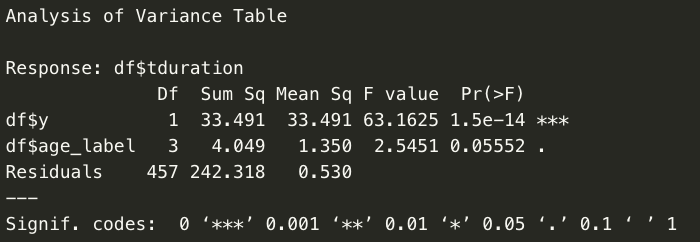 Analysis of Variance Table
Response: df$tduration
Df Sum Sq Mean Sq F value Pr(>F)
df$y 1 33.491 33.491 63.1625 1.5e-14 ***
df$age_label 3 4.049 1.350 2.5451 0.05552 .
Residuals 457 242.318 0.530
---
Signif. codes: 0 ‘***’ 0.001 ‘**’ 0.01 ‘*’ 0.05 ‘.’ 0.1 ‘ ’ 1